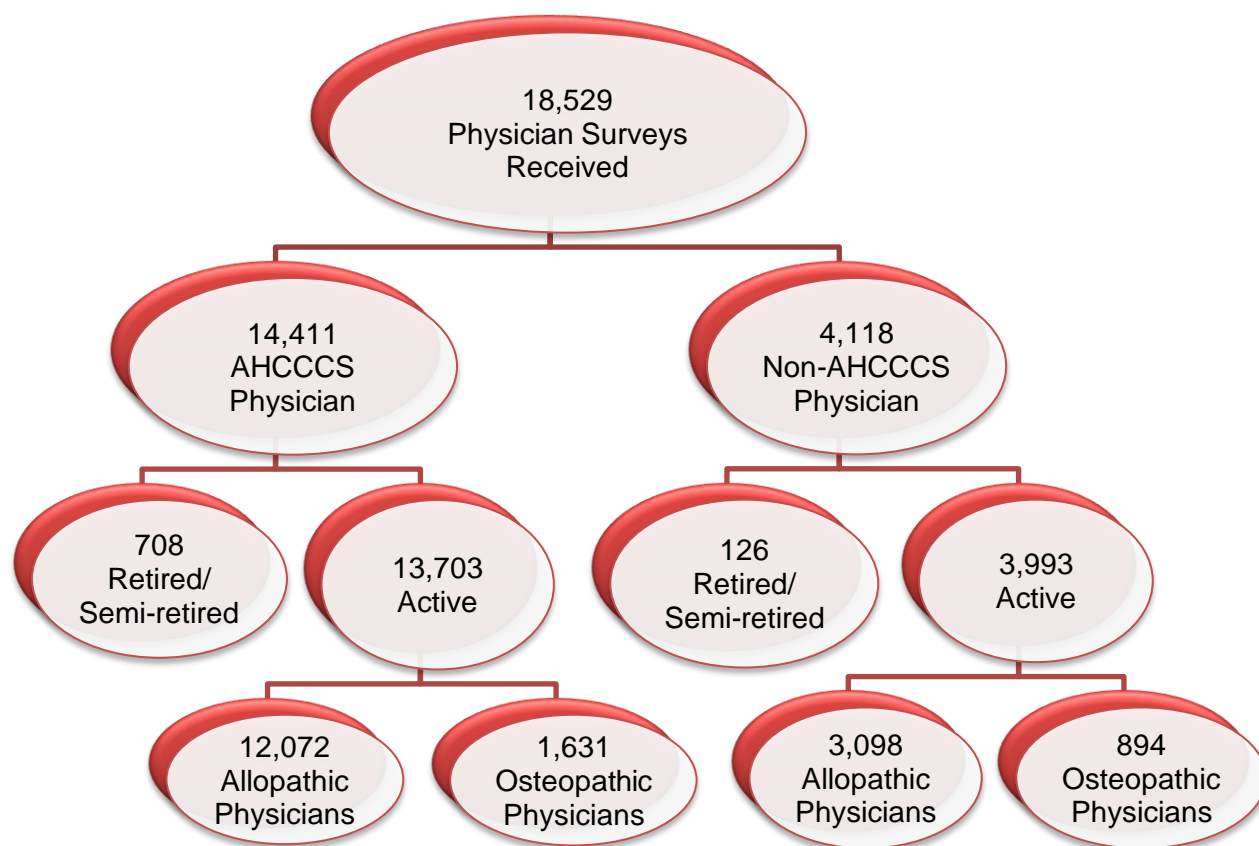 18,529
Physician Surveys
Received
14,411
AHCCCS
Physician
4,118
Non-AHCCCS
Physician
708
Retired/
Semi-retired
13,703
Active
126
Retired/
Semi-retired
3,993
Active
12,072
Allopathic
Physicians
1,631
Osteopathic
Physicians
3,098
Allopathic
Physicians
894
Osteopathic
Physicians